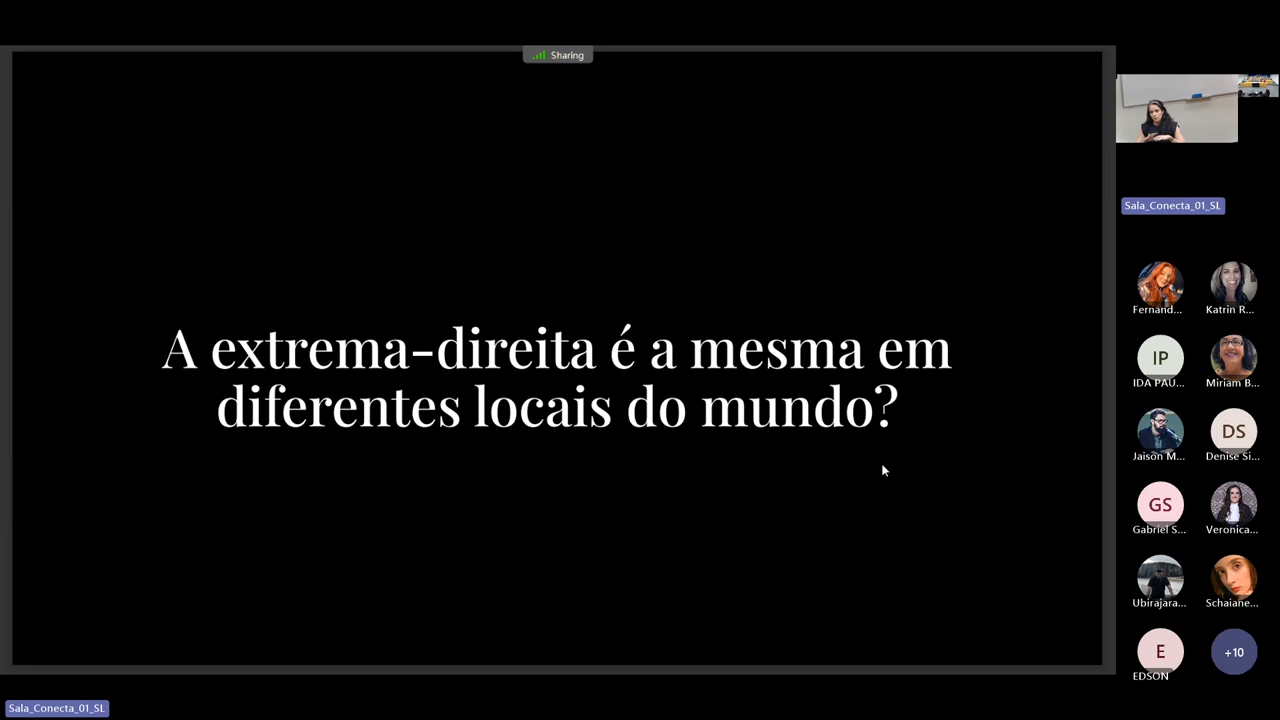 Sharing
A extrema-direita é a mesma em
diferentes locais do mundo?
Sala_Conecta_01_SL
Fernand...
Katrin R...
IP
IDA PAU...
Miriam B...
Jaison M...
DS
Denise Si...
GS
Gabriel S...
Veronica...
Ubirajara...
Schaiane...
E
EDSON
+10
Sala_Conecta_01_SL